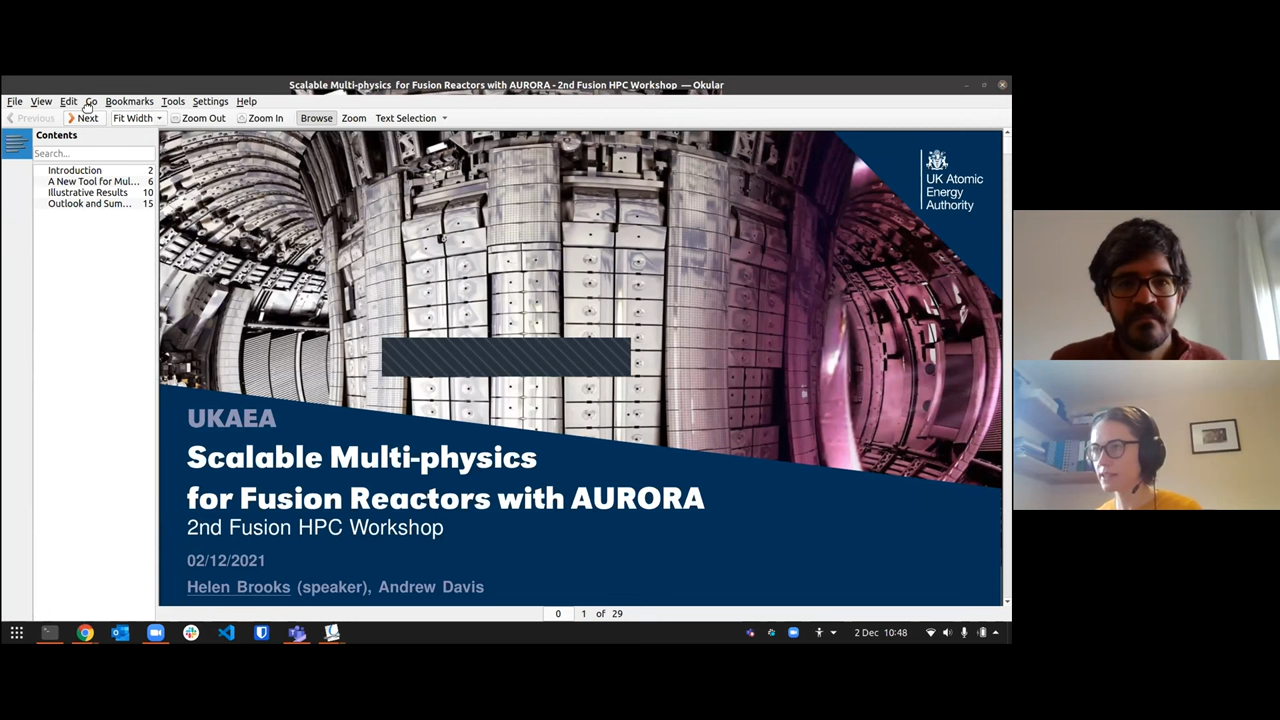 Scalable Multi-physics for Fusion Reactors with AURORA - 2nd Fusion HPC Workshop — Okular
File View Edit Go Bookmarks Tools Settings Help
Previous Next Fit Width Zoom Out Zoom In Browse Zoom Text Selection
Contents
Search...
Introduction 2
A New Tool for Mul... 6
Illustrative Results 10
Outlook and Sum... 15
UK Atomic
Energy
Authority
UKAEA
Scalable Multi-physics
for Fusion Reactors with AURORA
2nd Fusion HPC Workshop
02/12/2021
Helen Brooks (speaker), Andrew Davis
0 1 of 29
2 Dec 10:48